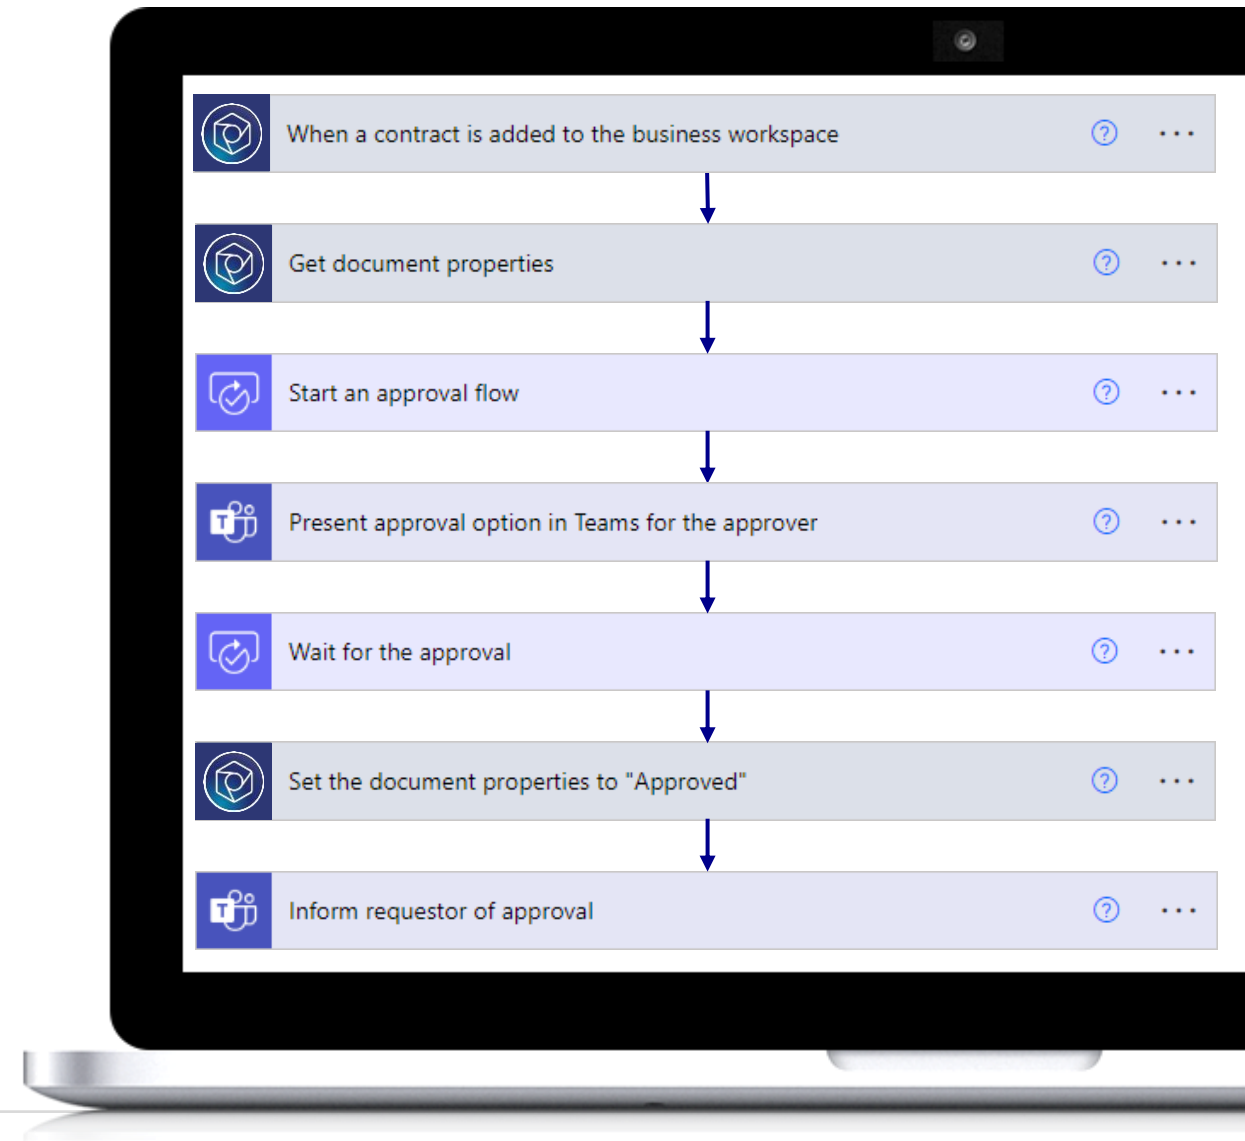 When a contract is added to the business workspace
Get document properties
Start an approval flow
Present approval option in Teams for the approver
Wait for the approval
Set the document properties to "Approved"
Inform requestor of approval